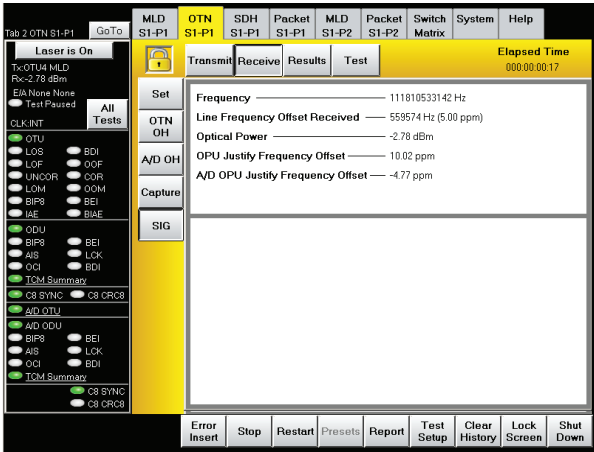 Tab 2 OTN S1-P1 GoTo
MLD S1-P1
OTN S1-P1
SDH S1-P1
Packet S1-P1
MLD S1-P2
Packet S1-P2
Switch Matrix
System
Help
Laser is On
Tx:OTU4 MLD
Rx:-2.78 dBm
E/A None None
Test Paused
All Tests
CLK:INT
OTU
LOS BDI
LOF OOF
UNCOR COR
LOM OOM
BIP8 BEI
IAE BIAE
ODU
BIP8 BEI
AIS LCK
OCI BDI
TCM Summary
C8 SYNC C8 CRC8
A/D OTU
A/D ODU
BIP8 BEI
AIS LCK
OCI BDI
TCM Summary
C8 SYNC
C8 CRC8
Transmit Receive Results Test
Elapsed Time
000:00:00:17
Set
OTN OH
A/D OH
Capture
SIG
Frequency 111810533142 Hz
Line Frequency Offset Received 559574 Hz (5.00 ppm)
Optical Power -2.78 dBm
OPU Justify Frequency Offset 10.02 ppm
A/D OPU Justify Frequency Offset -4.77 ppm
Error Insert
Stop
Restart
Presets
Report
Test Setup
Clear History
Lock Screen
Shut Down